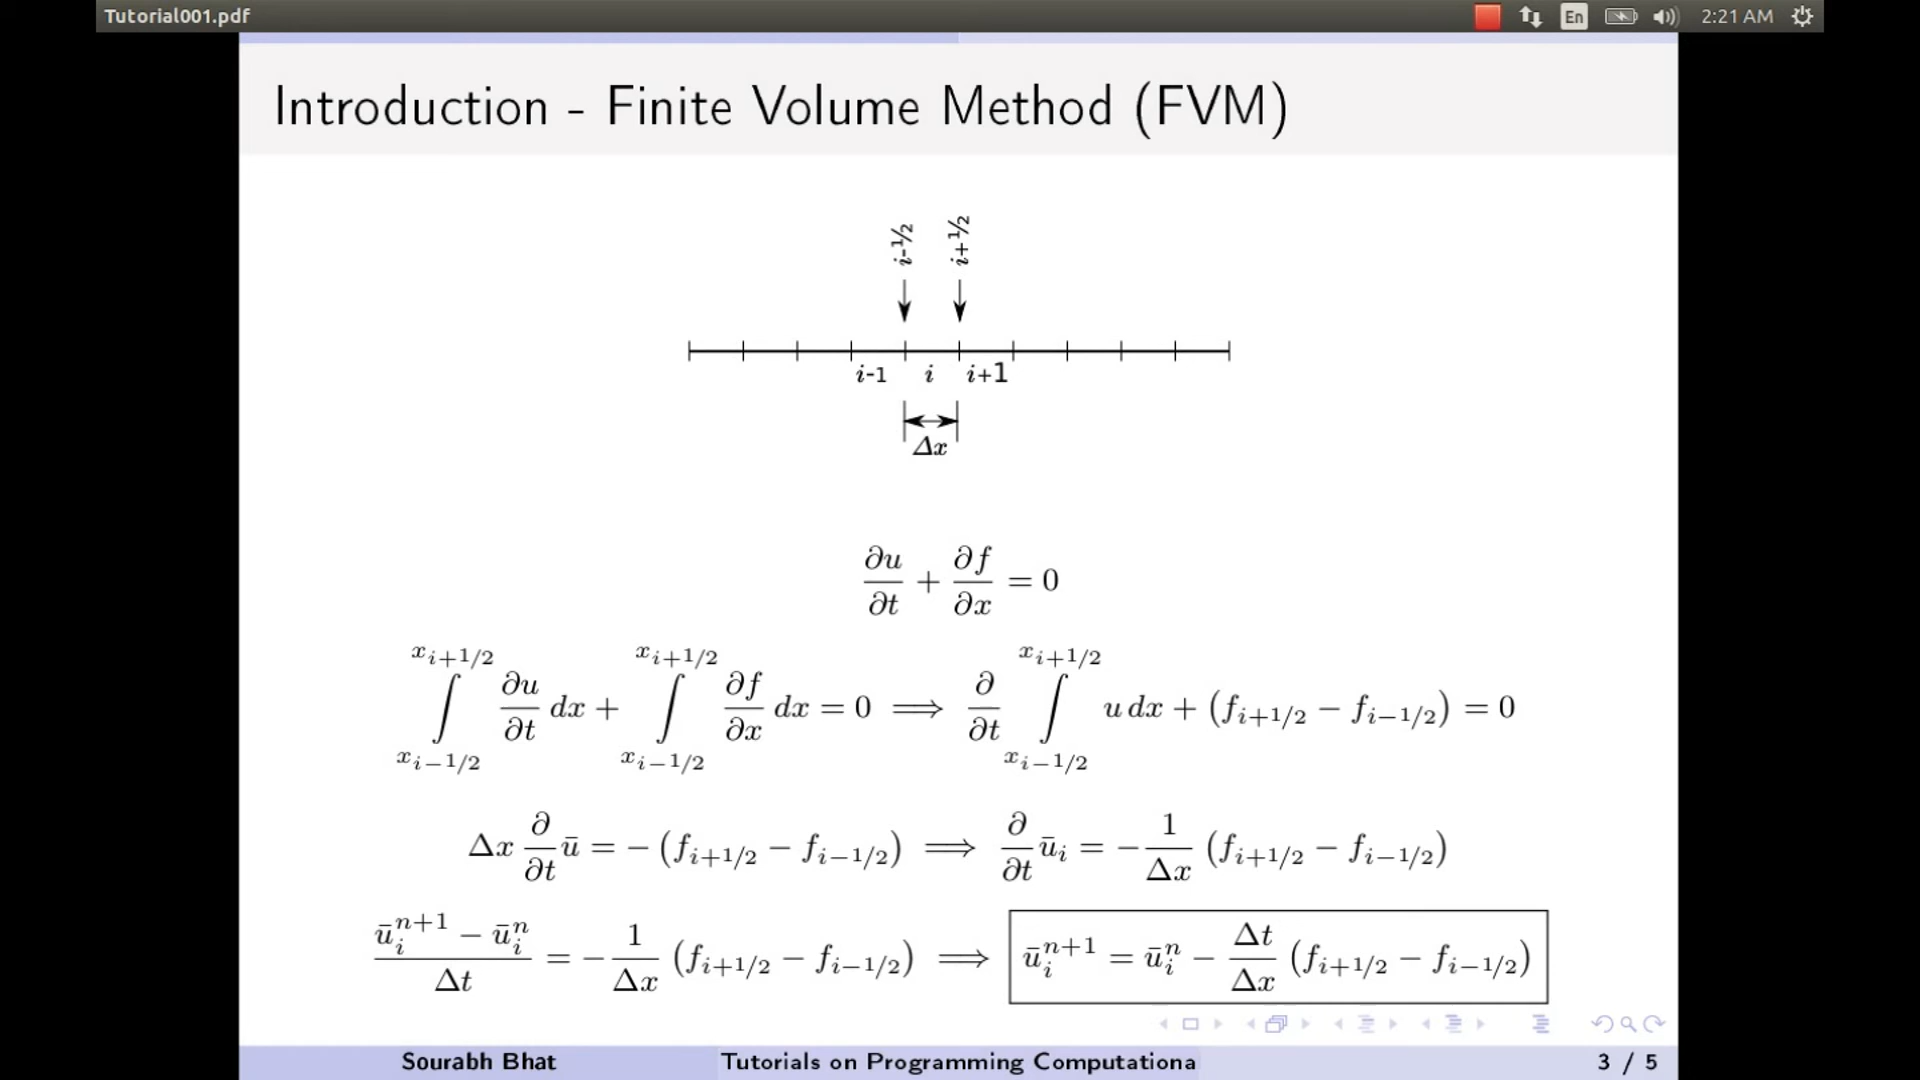 Tutorial001.pdf En 2:21 AM
Introduction - Finite Volume Method (FVM)
i-½ i+½
i-1 i i+1
Δx
∂u/∂t + ∂f/∂x = 0
∫_{x_{i−1/2}}^{x_{i+1/2}} ∂u/∂t dx + ∫_{x_{i−1/2}}^{x_{i+1/2}} ∂f/∂x dx = 0 ⟹ ∂/∂t ∫_{x_{i−1/2}}^{x_{i+1/2}} u dx + (f_{i+1/2} − f_{i−1/2}) = 0
Δx ∂/∂t ū = − (f_{i+1/2} − f_{i−1/2}) ⟹ ∂/∂t ū_i = − 1/Δx (f_{i+1/2} − f_{i−1/2})
(ū_i^{n+1} − ū_i^n)/Δt = − 1/Δx (f_{i+1/2} − f_{i−1/2}) ⟹ ū_i^{n+1} = ū_i^n − Δt/Δx (f_{i+1/2} − f_{i−1/2})
Sourabh Bhat Tutorials on Programming Computationa 3 / 5